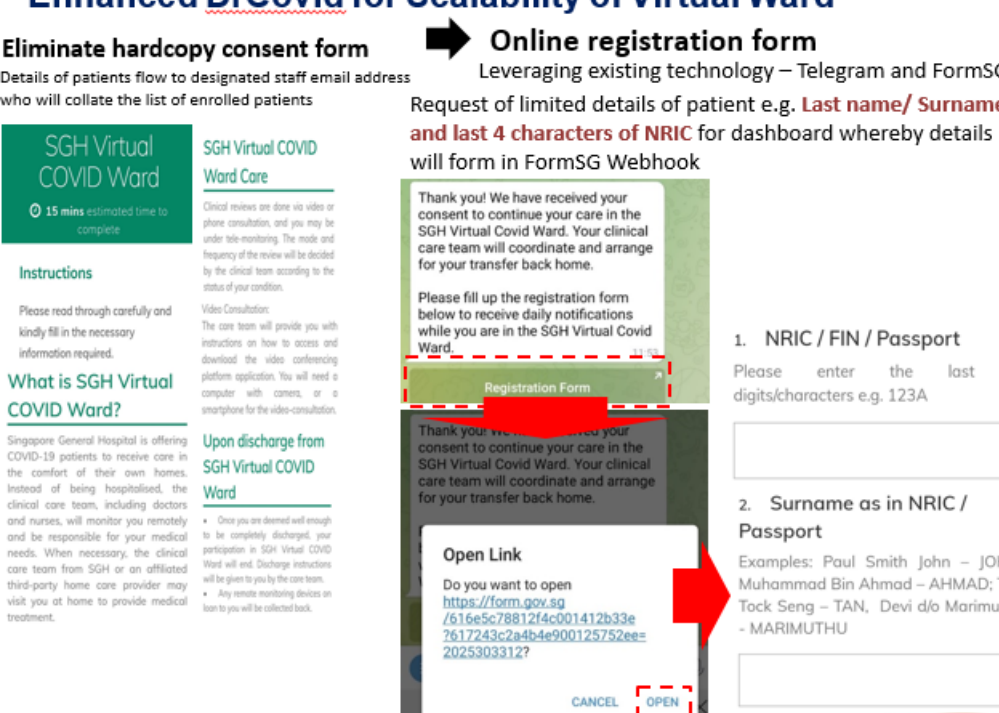 Enhanced DrCovid for Scalability of Virtual Ward
Eliminate hardcopy consent form
Details of patients flow to designated staff email address
who will collate the list of enrolled patients
SGH Virtual
COVID Ward
15 mins estimated time to
complete
Instructions
Please read through carefully and
kindly fill in the necessary
information required.
What is SGH Virtual
COVID Ward?
Singapore General Hospital is offering
COVID-19 patients to receive care in
the comfort of their own homes.
Instead of being hospitalised, the
clinical care team, including doctors
and nurses, will monitor you remotely
and be responsible for your medical
needs. When necessary, the clinical
care team from SGH or an affiliated
third-party home care provider may
visit you at home to provide medical
treatment.
SGH Virtual COVID
Ward Care
Clinical reviews are done via video or
phone consultation, and you may be
under tele-monitoring. The mode and
frequency of the review will be decided
by the clinical team according to the
status of your condition.
Video Consultation:
The care team will provide you with
instructions on how to access and
download the video conferencing
platform application. You will need a
computer with camera, or a
smartphone for the video-consultation.
Upon discharge from
SGH Virtual COVID
Ward
• Once you are deemed well enough
to be completely discharged, your
participation in SGH Virtual COVID
Ward will end. Discharge instructions
will be given to you by the care team.
• Any remote monitoring devices on
loan to you will be collected back.
Online registration form
Leveraging existing technology – Telegram and FormSG
Request of limited details of patient e.g. Last name/ Surname
and last 4 characters of NRIC for dashboard whereby details
will form in FormSG Webhook
Thank you! We have received your
consent to continue your care in the
SGH Virtual Covid Ward. Your clinical
care team will coordinate and arrange
for your transfer back home.
Please fill up the registration form
below to receive daily notifications
while you are in the SGH Virtual Covid
Ward.
11:53
Registration Form
Thank you! We received your
consent to continue your care in the
SGH Virtual Covid Ward. Your clinical
care team will coordinate and arrange
for your transfer back home.
Open Link
Do you want to open
https://form.gov.sg
/616e5c78812f4c001412b33e
?617243c2a4b4e900125752ee=
2025303312?
CANCEL OPEN
1. NRIC / FIN / Passport
Please enter the last
digits/characters e.g. 123A
2. Surname as in NRIC /
Passport
Examples: Paul Smith John – JO
Muhammad Bin Ahmad – AHMAD; T
Tock Seng – TAN, Devi d/o Marimu
- MARIMUTHU